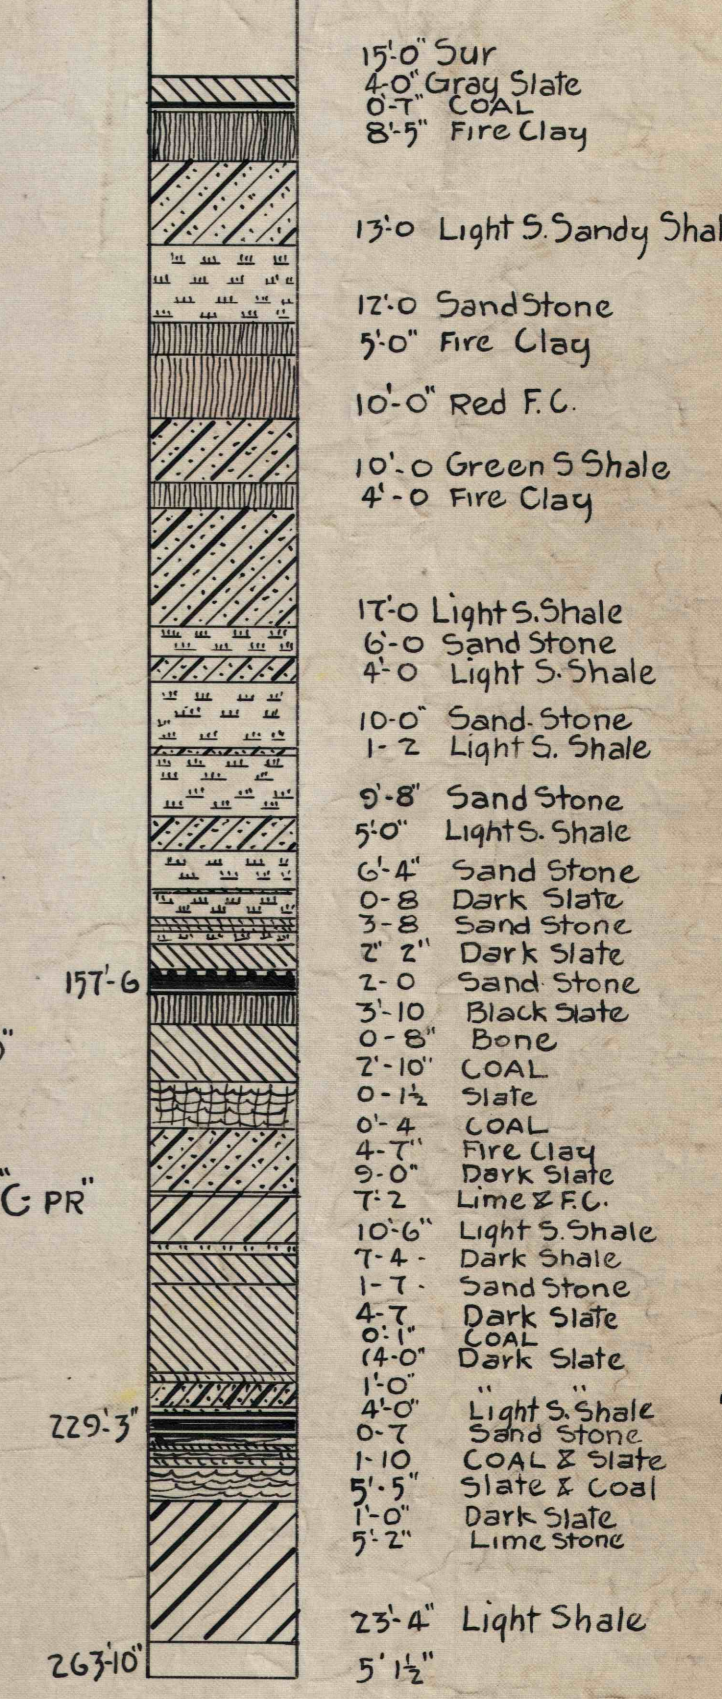 15'-0" Sur
4-0" Gray Slate
0'-7" COAL
8'-5" Fire Clay
13'-0 Light S. Sandy Shal
12'-0 SandStone
5'-0" Fire Clay
10'-0" Red F.C.
10'-0 Green S Shale
4'-0 Fire Clay
17'-0 Light S. Shale
6'-0 Sand Stone
4'-0 Light S. Shale
10-0" Sand-Stone
1-2 Light S. Shale
9'-8" Sand Stone
5'-0" Light S. Shale
6'-4" Sand Stone
0-8 Dark Slate
3-8 Sand Stone
2' 2" Dark Slate
157'-6
2-0 Sand Stone
3'-10 Black Slate
0-8" Bone
2'-10" COAL
0-1½ Slate
0'-4 COAL
4-7" Fire Clay
9-0" Dark Slate
"C PR"
7-2 Lime & F.C.
10'-6" Light S. Shale
7-4- Dark Shale
1-7- Sand Stone
4-7 Dark Slate
0'-1" COAL
14-0" Dark Slate
1'-0" " "
4'-0" Light S. Shale
229'-3"
0-7 Sand Stone
1-10 COAL & Slate
5'-5" Slate & Coal
1'-0" Dark Slate
5'-2" Lime Stone
23'-4" Light Shale
263'-10"
5' 1½"